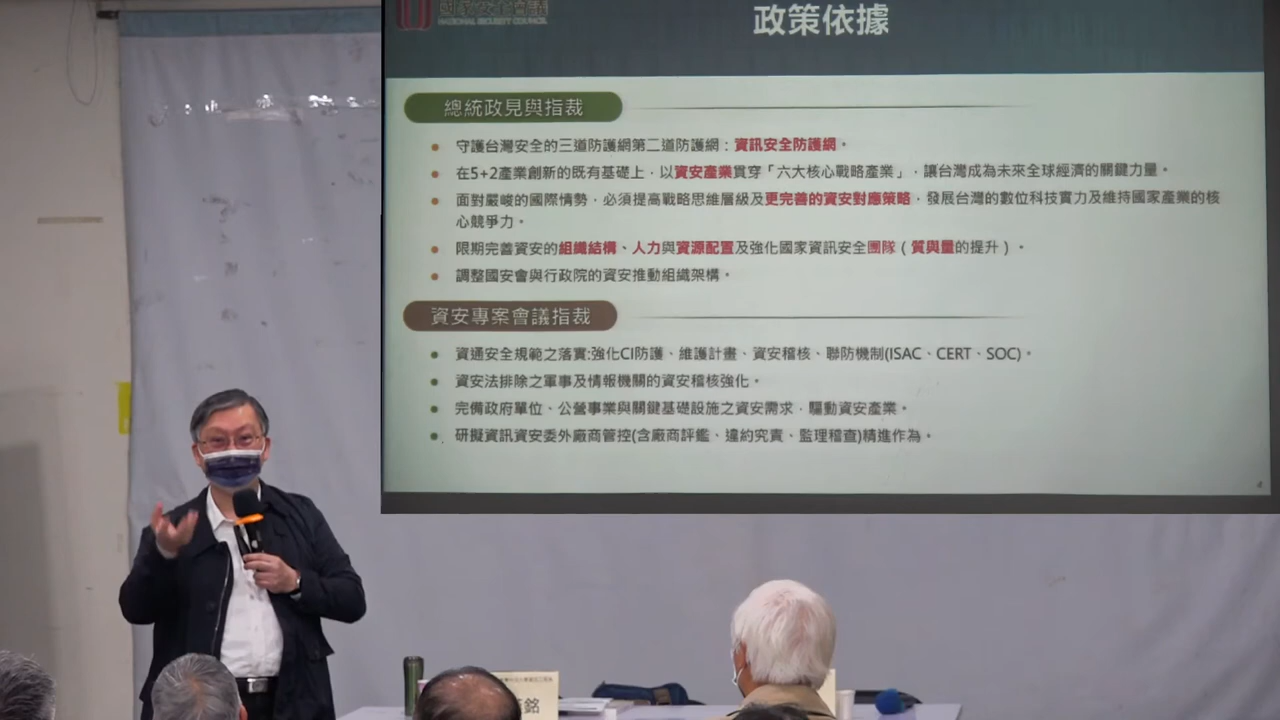 國家安全會議
NATIONAL SECURITY COUNCIL
政策依據
總統政見與指裁
守護台灣安全的三道防護網第二道防護網：資訊安全防護網。
在5+2產業創新的既有基礎上，以資安產業貫穿「六大核心戰略產業」，讓台灣成為未來全球經濟的關鍵力量。
面對嚴峻的國際情勢，必須提高戰略思維層級及更完善的資安對應策略，發展台灣的數位科技實力及維持國家產業的核
心競爭力。
限期完善資安的組織結構、人力與資源配置及強化國家資訊安全團隊（質與量的提升）。
調整國安會與行政院的資安推動組織架構。
資安專案會議指裁
資通安全規範之落實:強化CI防護、維護計畫、資安稽核、聯防機制(ISAC、CERT、SOC)。
資安法排除之軍事及情報機關的資安稽核強化。
完備政府單位、公營事業與關鍵基礎設施之資安需求，驅動資安產業。
研擬資訊資安委外廠商管控(含廠商評鑑、違約究責、監理稽查)精進作為。
4
銘